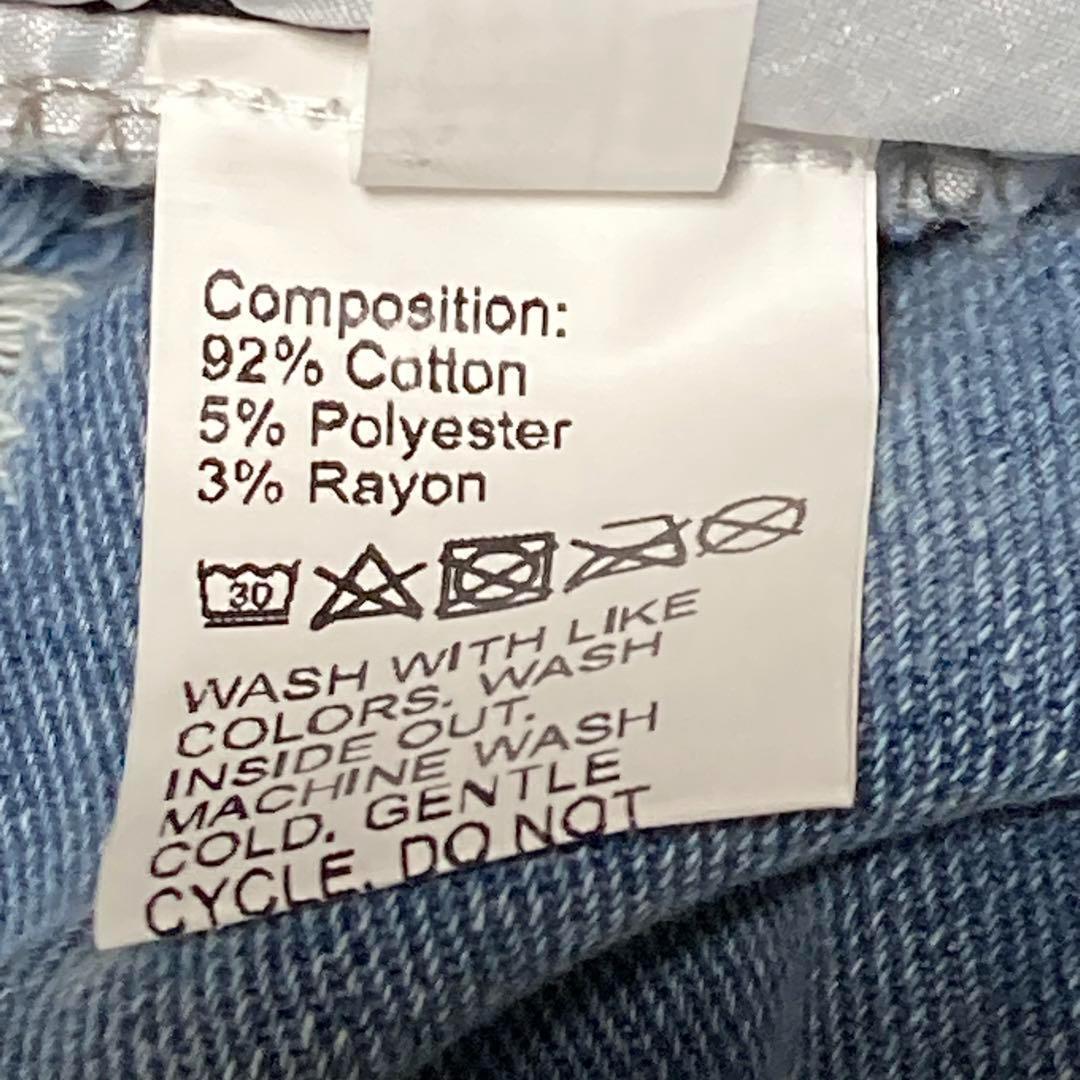 Composition:
92% Cotton
5% Polyester
3% Rayon
30
WASH WITH LIKE
COLORS. WASH
INSIDE OUT.
MACHINE WASH
COLD. GENTLE
CYCLE. DO NOT